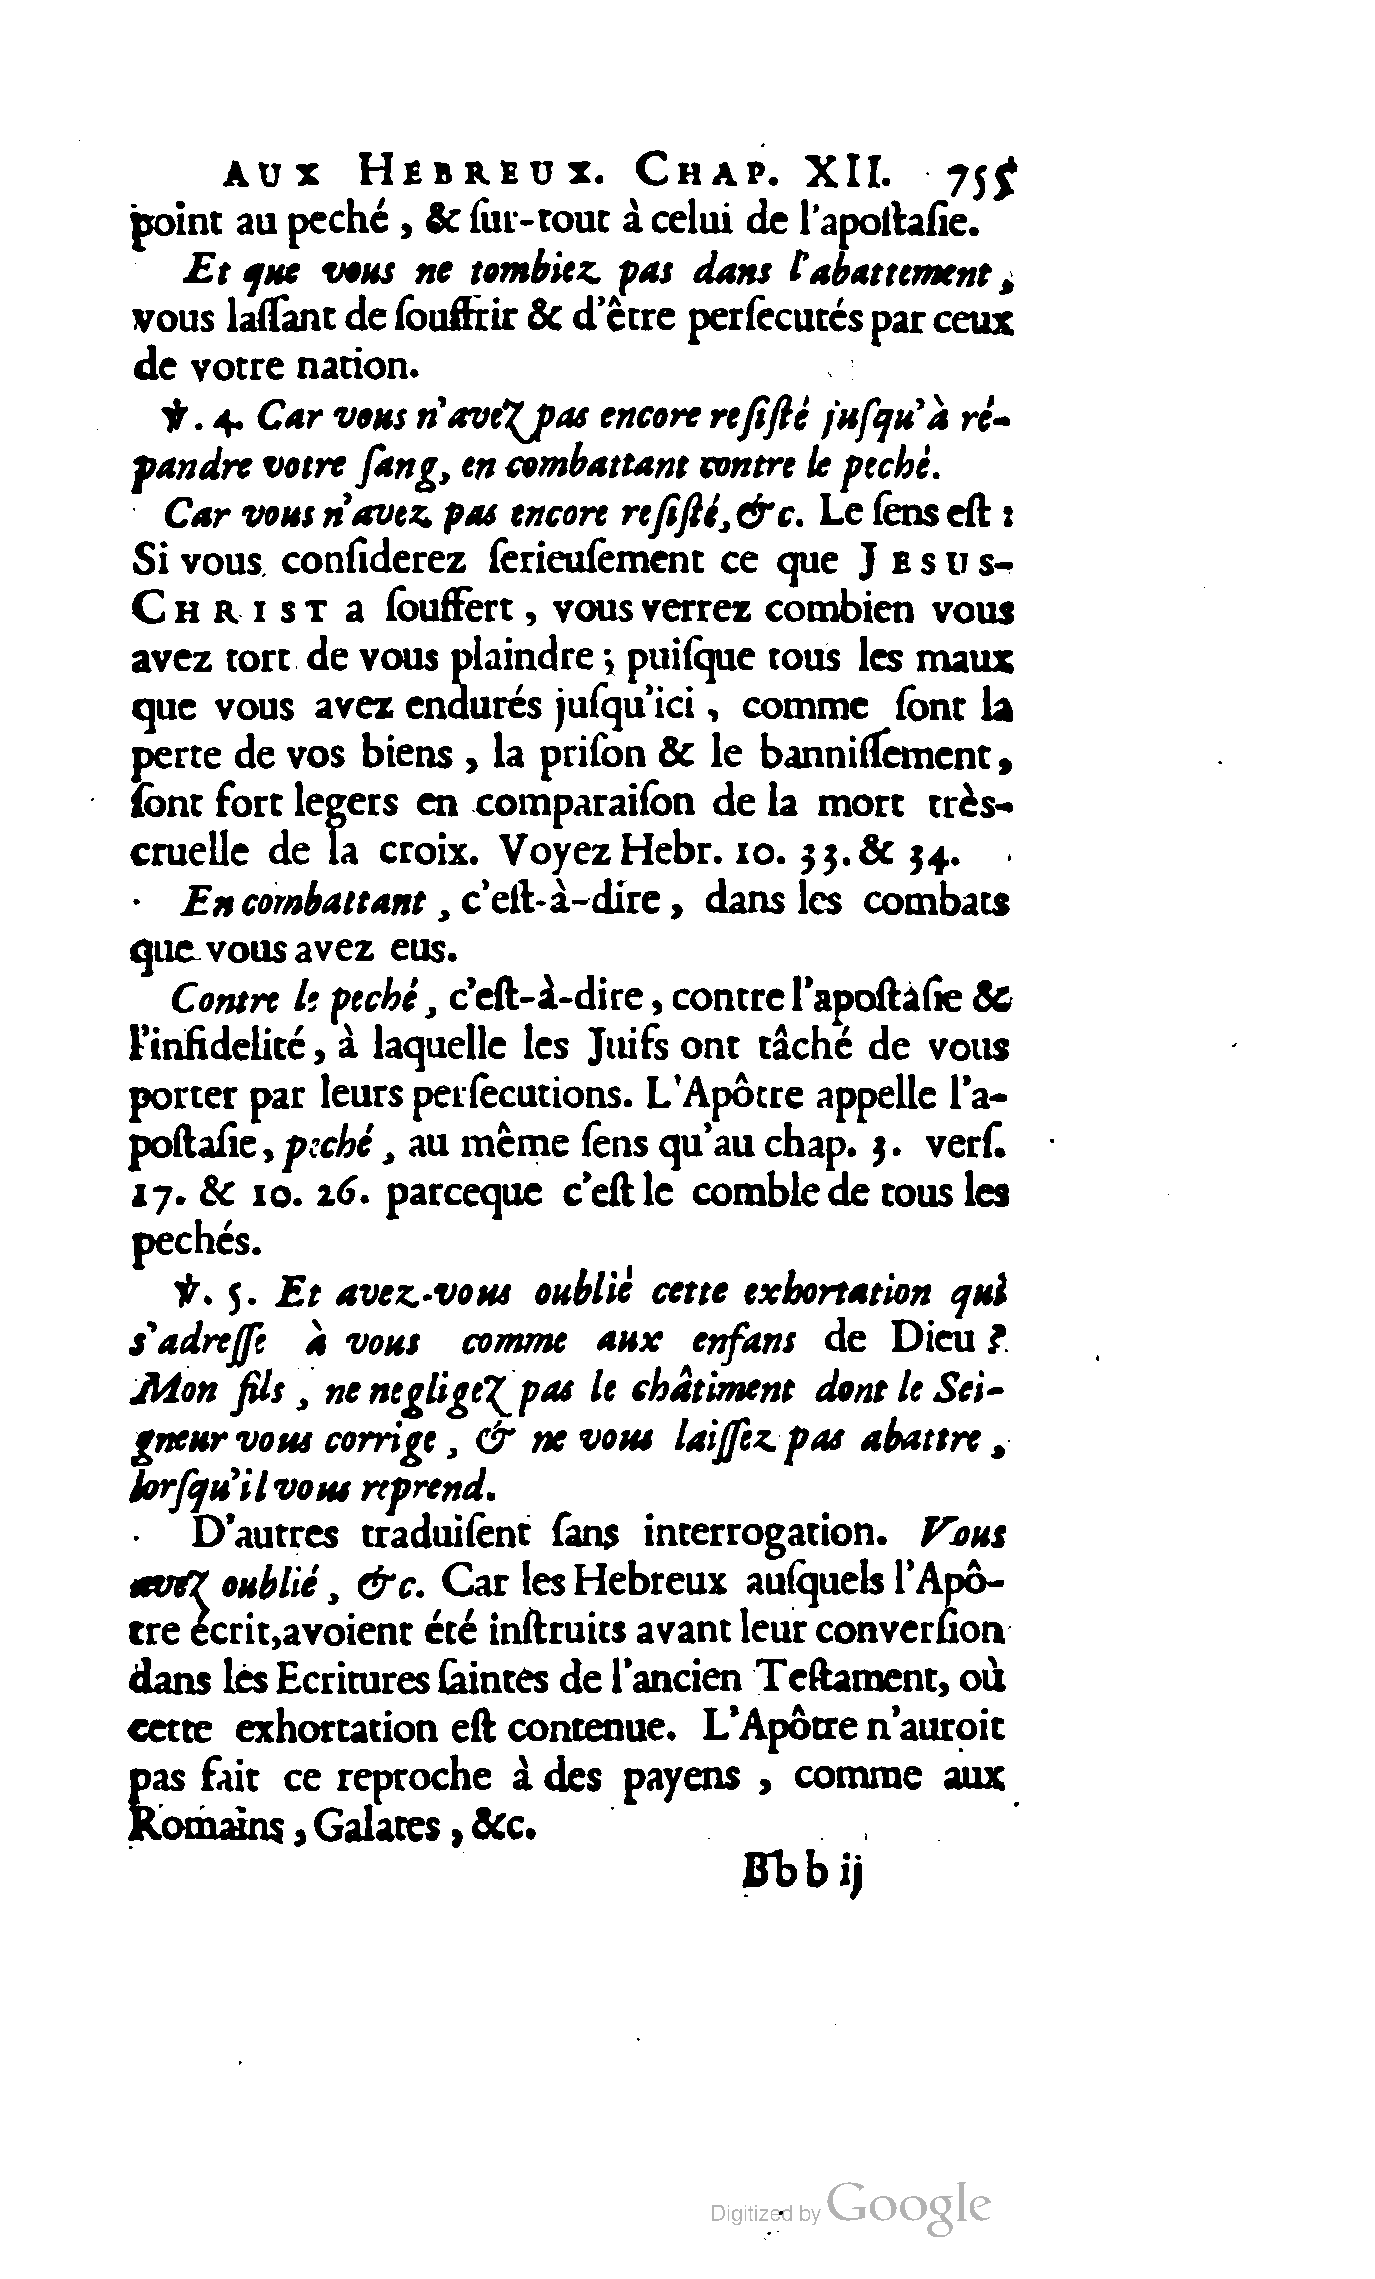 AUX HEBREUX. CHAP. XII. 755
point au peché, & ſur-tout à celui de l'apoſtaſie.
Et que vous ne tombiez pas dans l'abattement,
vous laſſant de ſouffrir & d'être perſecutés par ceux
de votre nation.
℣. 4. Car vous n'avez pas encore reſiſté juſqu'à ré-
pandre votre ſang, en combattant contre le peché.
Car vous n'avez pas encore reſiſté, &c. Le ſens eſt :
Si vous conſiderez ſerieuſement ce que JESUS-
CHRIST a ſouffert, vous verrez combien vous
avez tort de vous plaindre ; puiſque tous les maux
que vous avez endurés juſqu'ici, comme ſont la
perte de vos biens, la priſon & le banniſſement,
ſont fort legers en comparaiſon de la mort très-
cruelle de la croix. Voyez Hebr. 10. 33. & 34.
En combattant, c'eſt-à-dire, dans les combats
que vous avez eus.
Contre le peché, c'eſt-à-dire, contre l'apoſtaſie &
l'infidelité, à laquelle les Juifs ont tâché de vous
porter par leurs perſecutions. L'Apôtre appelle l'a-
poſtaſie, peché, au même ſens qu'au chap. 3. verſ.
17. & 10. 26. parceque c'eſt le comble de tous les
pechés.
℣. 5. Et avez-vous oublié cette exhortation qui
s'adreſſe à vous comme aux enfans de Dieu ?
Mon fils, ne negligez pas le châtiment dont le Sei-
gneur vous corrige, & ne vous laiſſez pas abattre,
lorſqu'il vous reprend.
D'autres traduiſent ſans interrogation. Vous
avez oublié, &c. Car les Hebreux auſquels l'Apô-
tre écrit, avoient été inſtruits avant leur converſion
dans les Ecritures ſaintes de l'ancien Teſtament, où
cette exhortation eſt contenue. L'Apôtre n'auroit
pas fait ce reproche à des payens, comme aux
Romains, Galates, &c.
Bbb ij
Digitized by Google